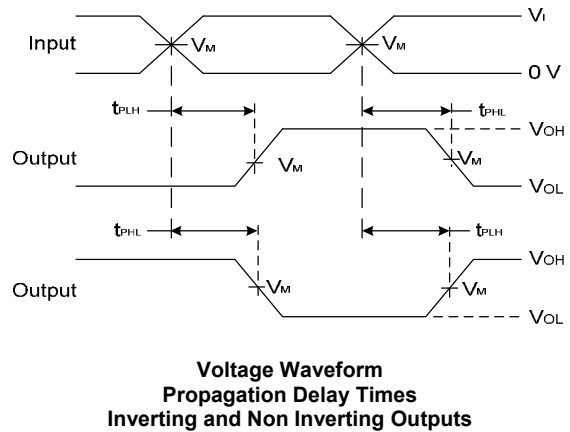 VI
Input VM VM
0 V
tPLH tPHL
VOH
Output VM VM
VOL
tPHL tPLH
VOH
Output VM VM
VOL
Voltage Waveform
Propagation Delay Times
Inverting and Non Inverting Outputs